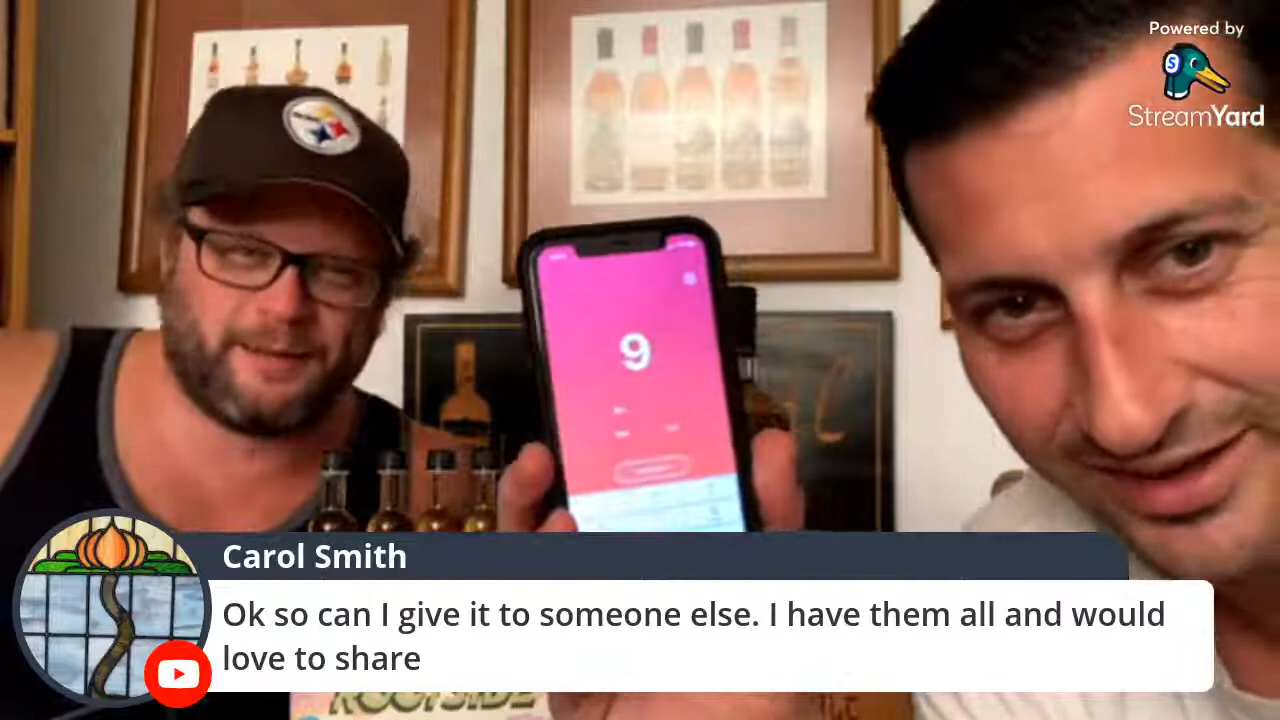 Powered by
StreamYard
9
Carol Smith
Ok so can I give it to someone else. I have them all and would
love to share